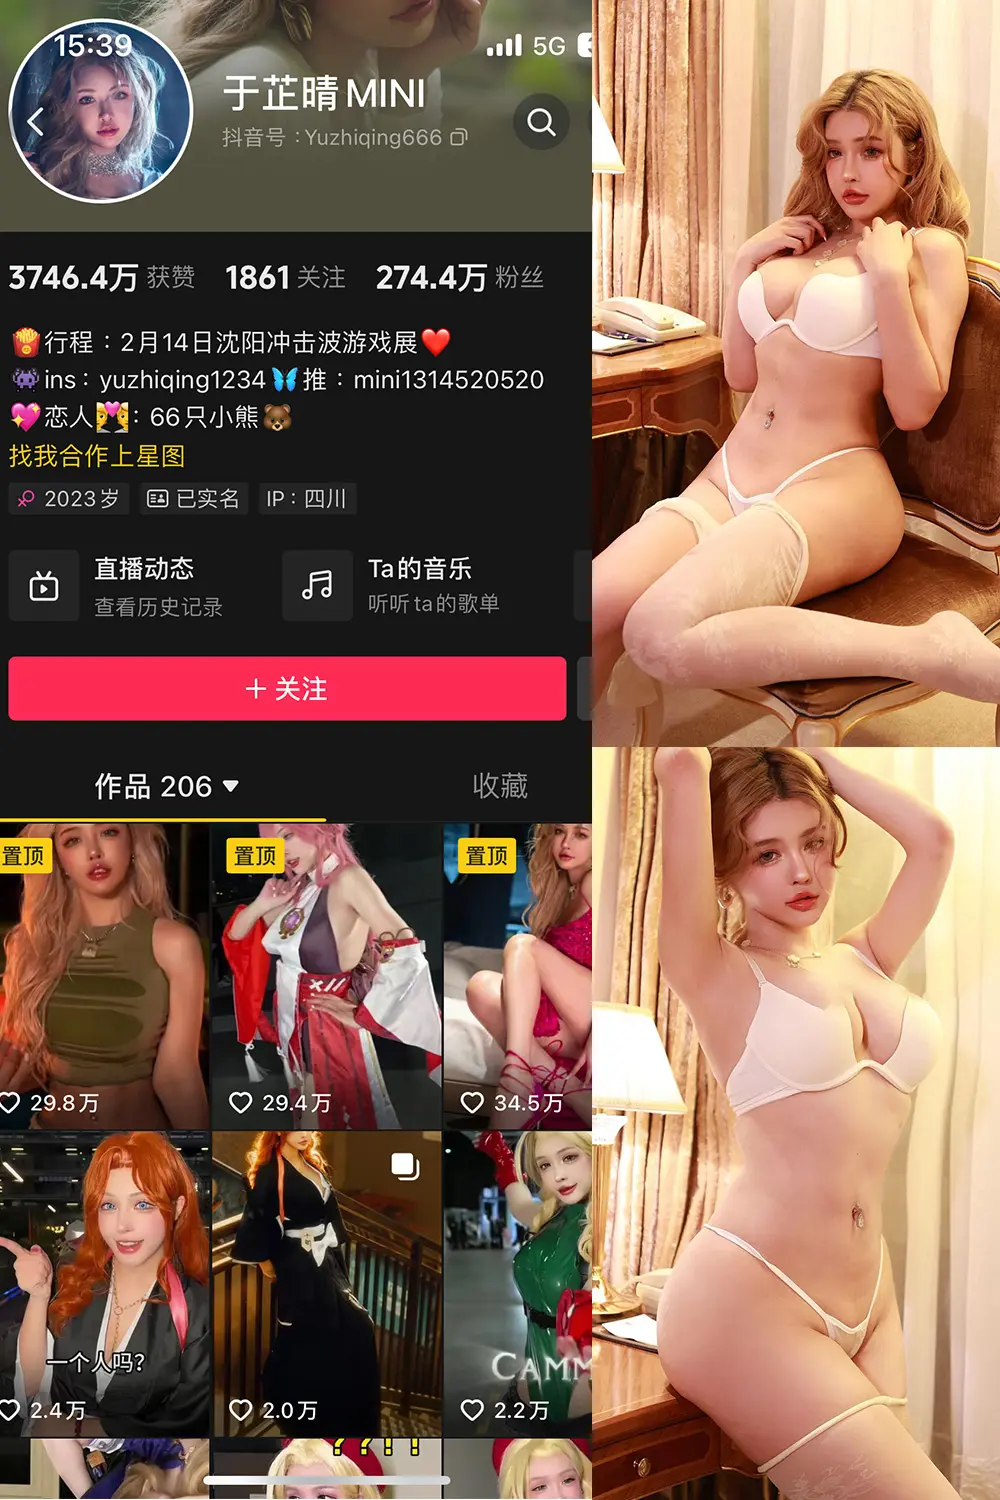 15:39
5G
于芷晴MINI
抖音号：Yuzhiqing666
3746.4万 获赞 1861 关注 274.4万 粉丝
行程：2月14日沈阳冲击波游戏展
ins：yuzhiqing1234 推：mini1314520520
恋人：66只小熊
找我合作上星图
2023岁 已实名 IP：四川
直播动态
查看历史记录
Ta的音乐
听听ta的歌单
+ 关注
作品 206 收藏
置顶 置顶 置顶
XII
29.8万 29.4万 34.5万
一个人吗?
CAMM
2.4万 2.0万 2.2万
??!!